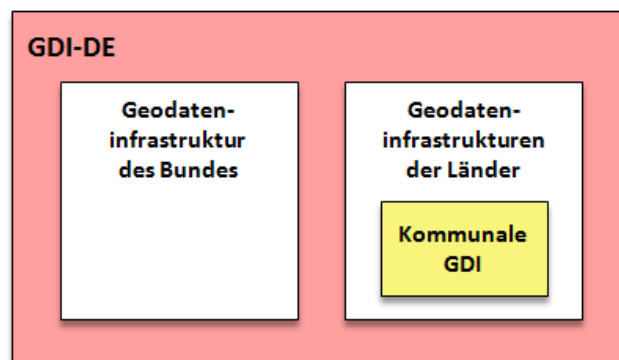 GDI-DE
Geodaten-
infrastruktur
des Bundes
Geodaten-
infrastrukturen
der Länder
Kommunale
GDI